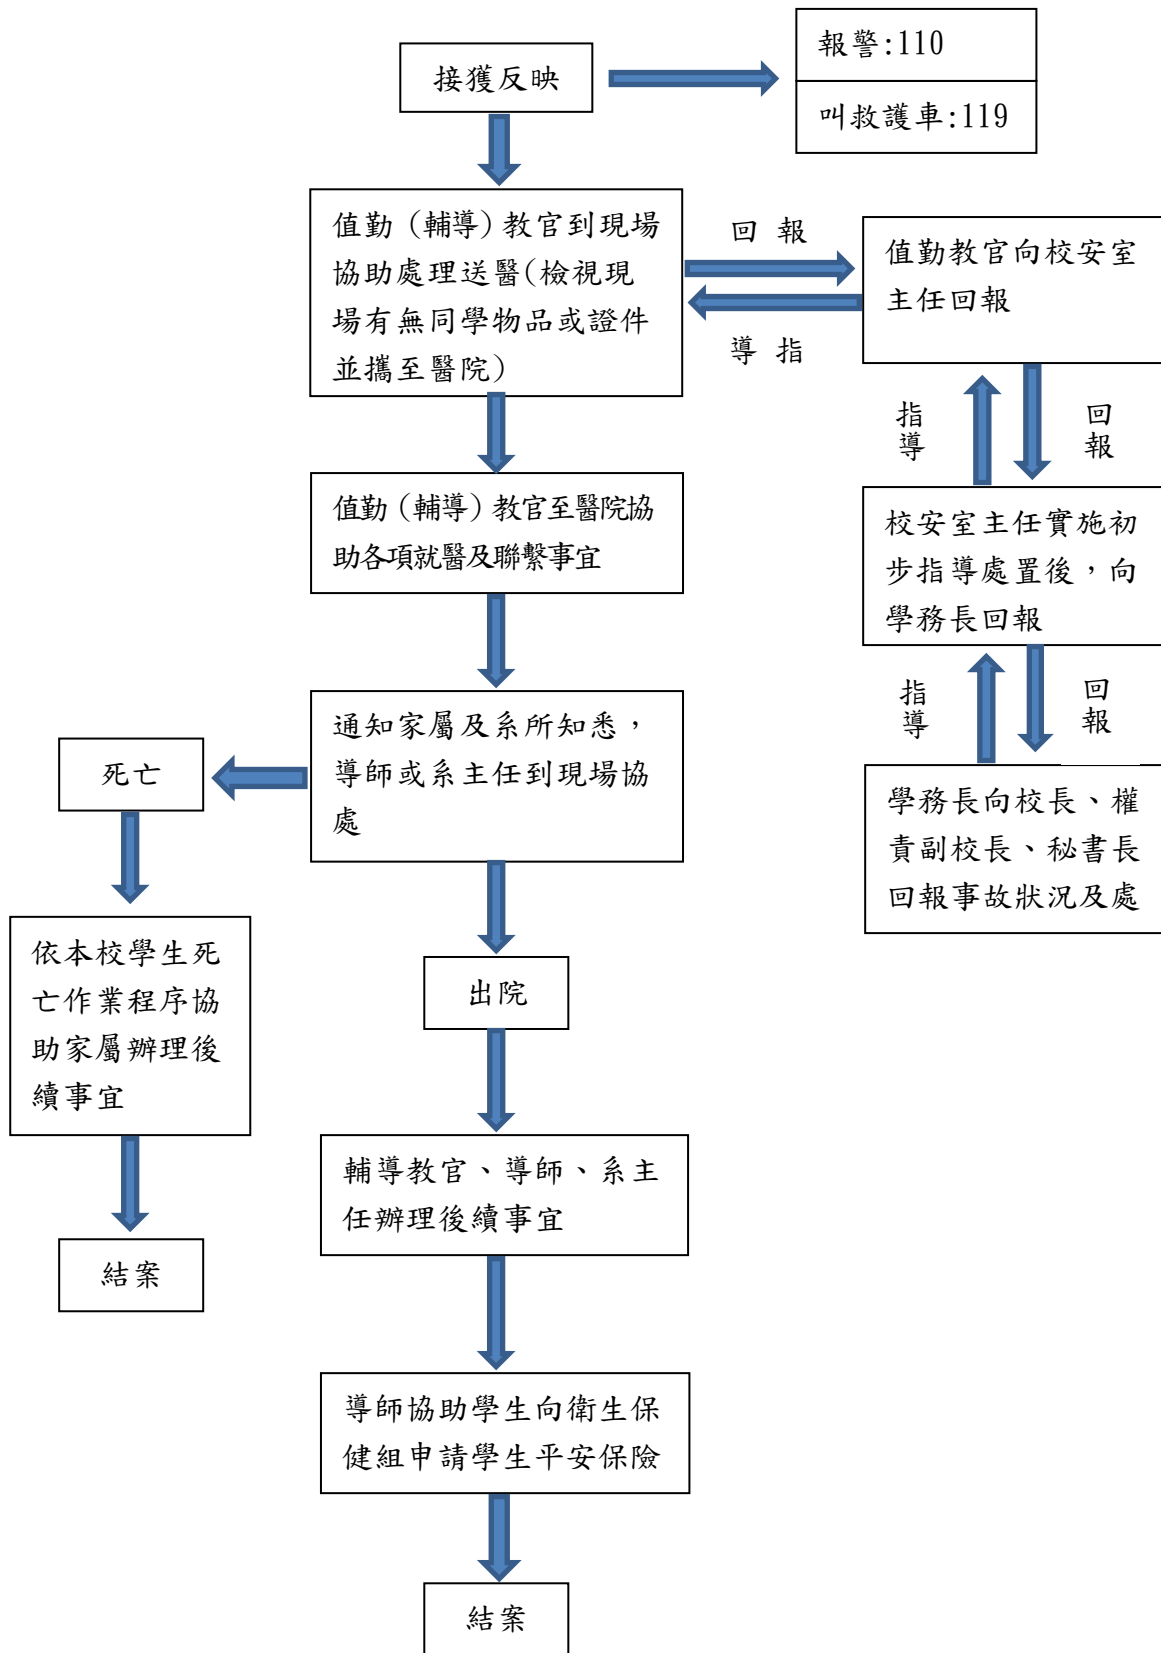 接獲反映
報警:110
叫救護車:119
值勤（輔導）教官到現場
協助處理送醫(檢視現
場有無同學物品或證件
並攜至醫院)
回 報
導 指
值勤教官向校安室
主任回報
指
導
回
報
值勤（輔導）教官至醫院協
助各項就醫及聯繫事宜
校安室主任實施初
步指導處置後，向
學務長回報
指
導
回
報
通知家屬及系所知悉，
導師或系主任到現場協
處
死亡
學務長向校長、權
責副校長、秘書長
回報事故狀況及處
依本校學生死
亡作業程序協
助家屬辦理後
續事宜
出院
輔導教官、導師、系主
任辦理後續事宜
結案
導師協助學生向衛生保
健組申請學生平安保險
結案